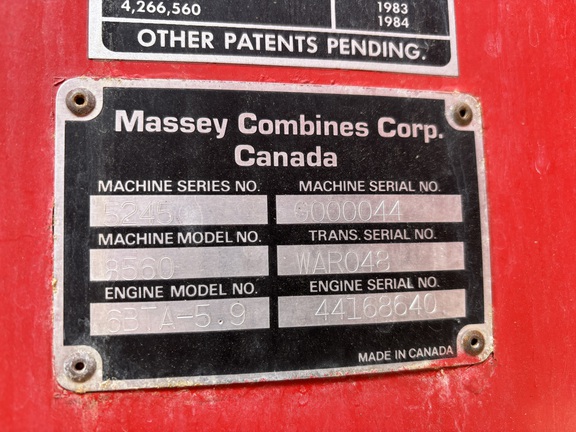 4,266,560 1983
1984
OTHER PATENTS PENDING.
Massey Combines Corp.
Canada
MACHINE SERIES NO. MACHINE SERIAL NO.
9000044
MACHINE MODEL NO. TRANS. SERIAL NO.
8560 WAR048
ENGINE MODEL NO. ENGINE SERIAL NO.
6BTA-5.9 44168640
MADE IN CANADA